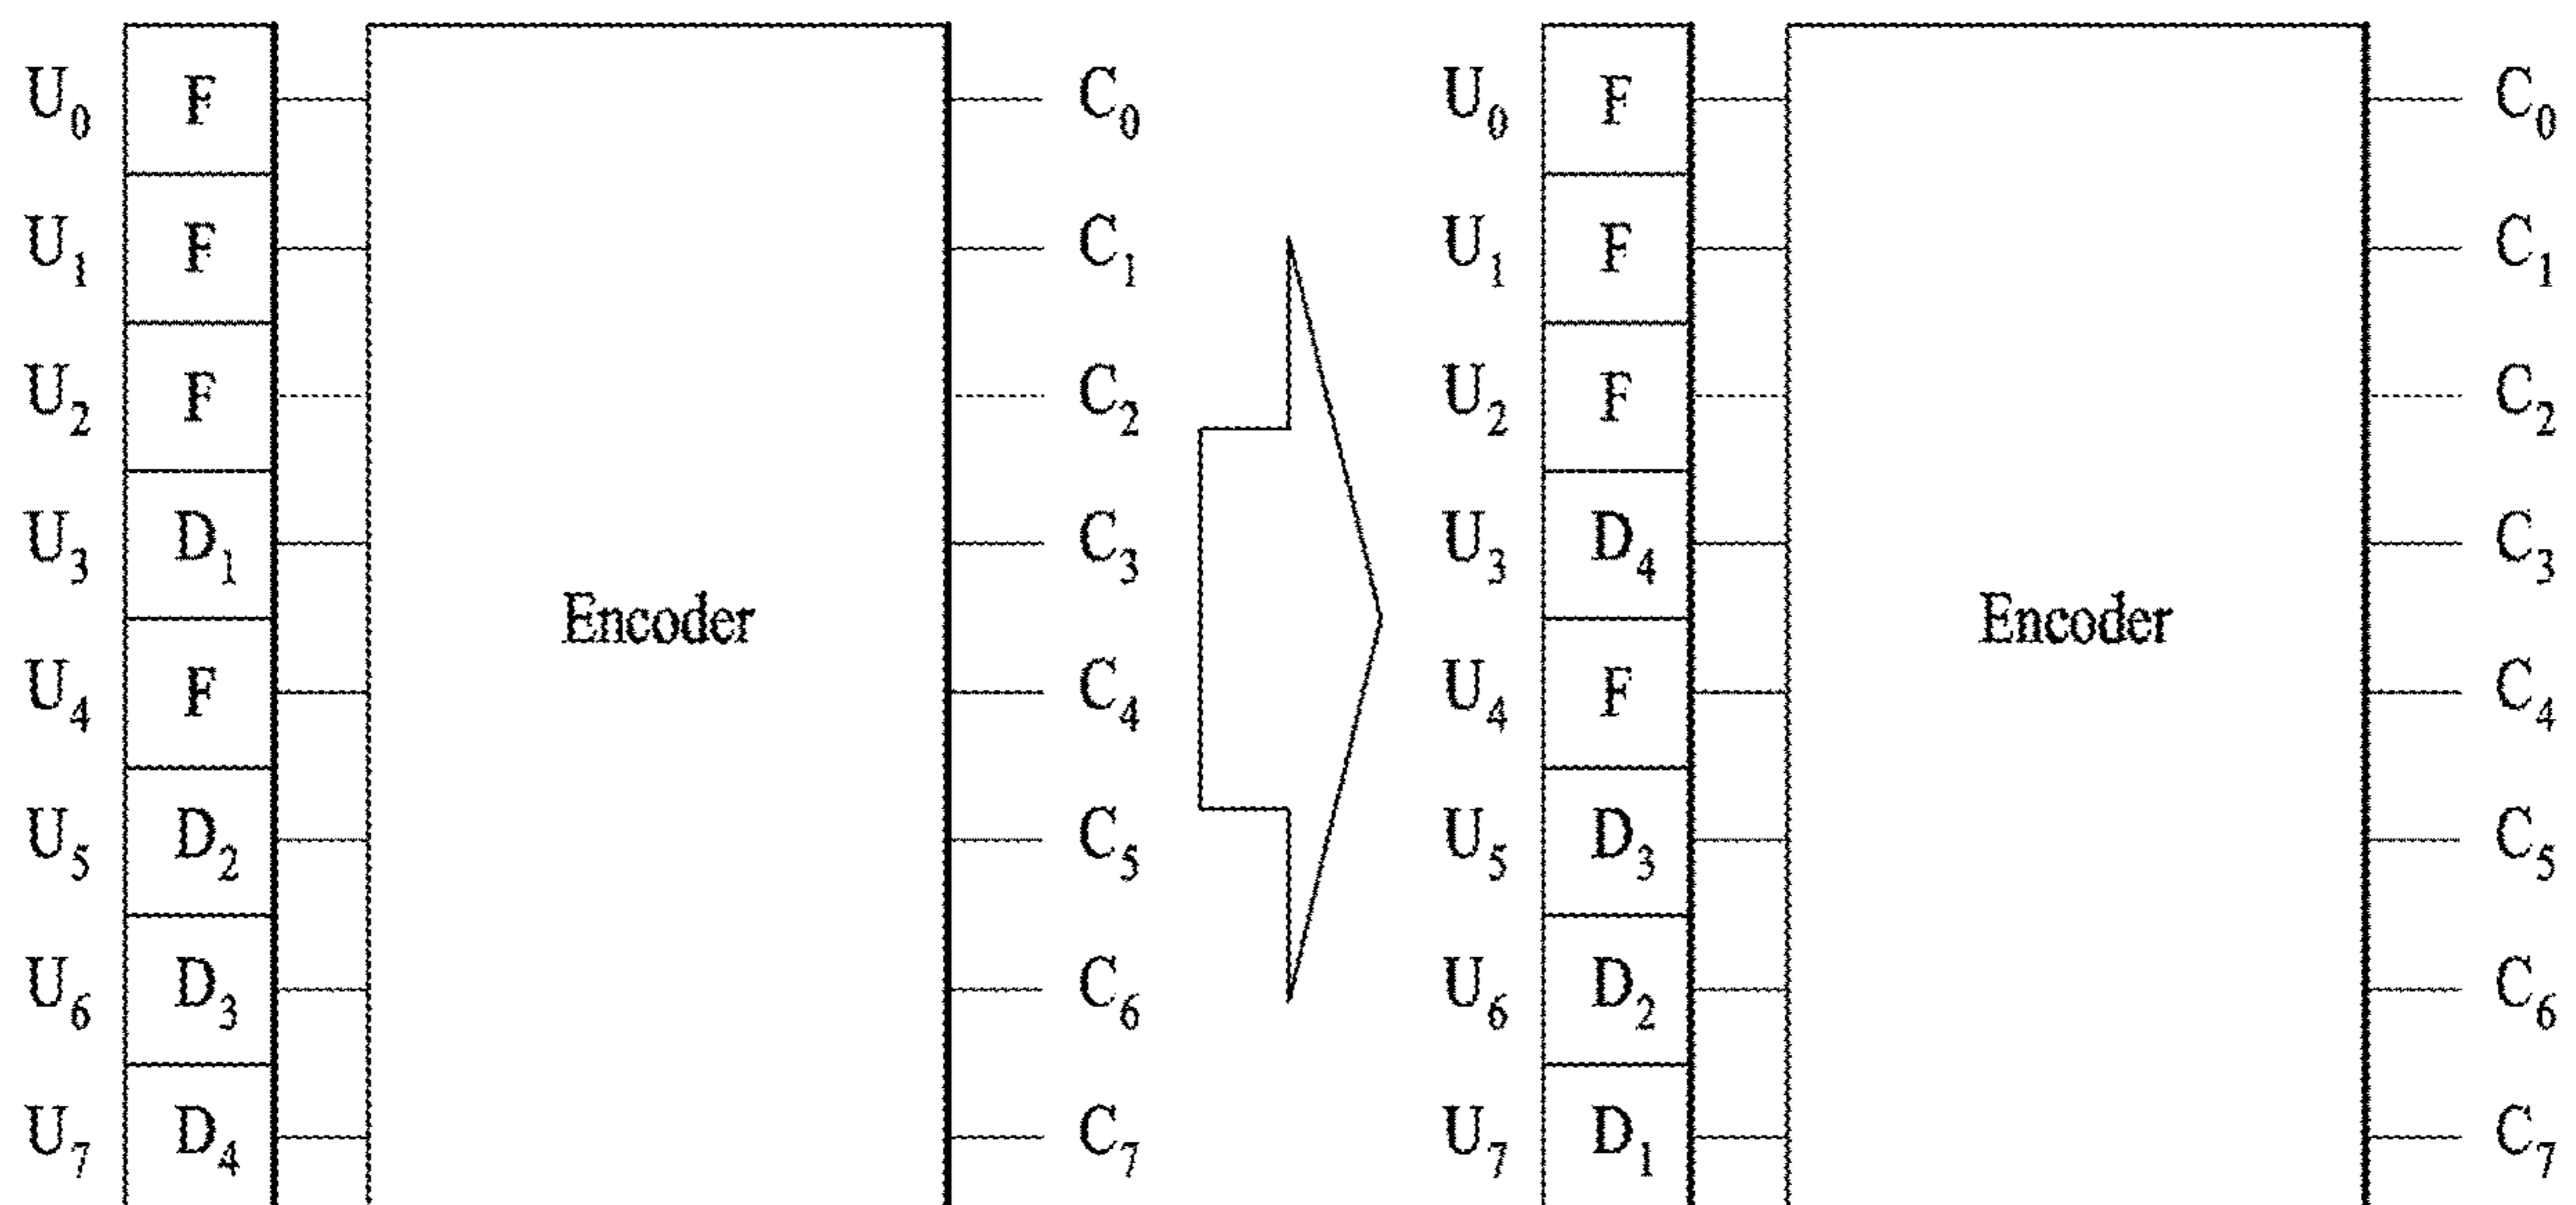 U0 F C0 U0 F C0
U1 F C1 U1 F C1
U2 F C2 U2 F C2
U3 D1 C3 U3 D4 C3
Encoder Encoder
U4 F C4 U4 F C4
U5 D2 C5 U5 D3 C5
U6 D3 C6 U6 D2 C6
U7 D4 C7 U7 D1 C7